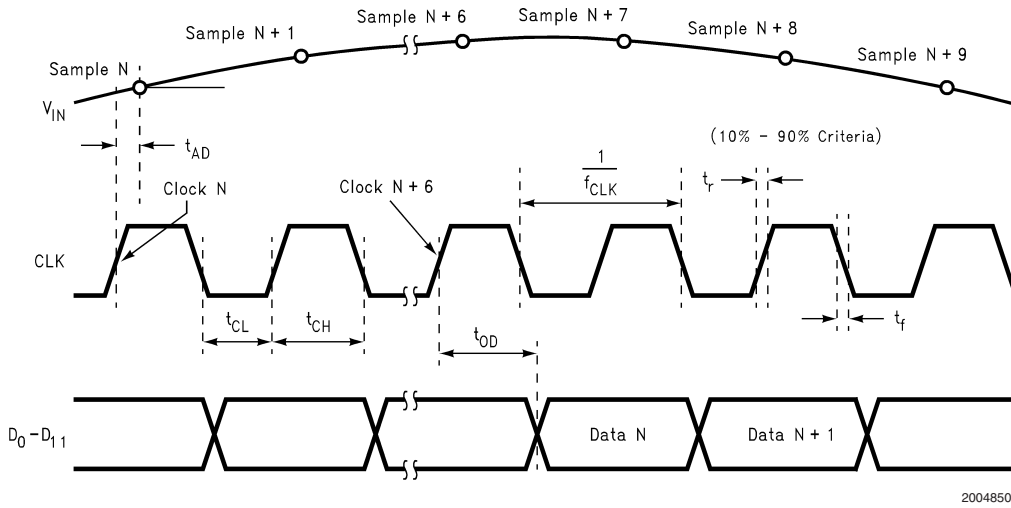 Sample N
Sample N + 1
Sample N + 6
Sample N + 7
Sample N + 8
Sample N + 9
V_IN
t_AD
(10% - 90% Criteria)
Clock N
Clock N + 6
1
f_CLK
t_r
CLK
t_CL
t_CH
t_OD
t_f
D_0-D_11
Data N
Data N + 1
2004850